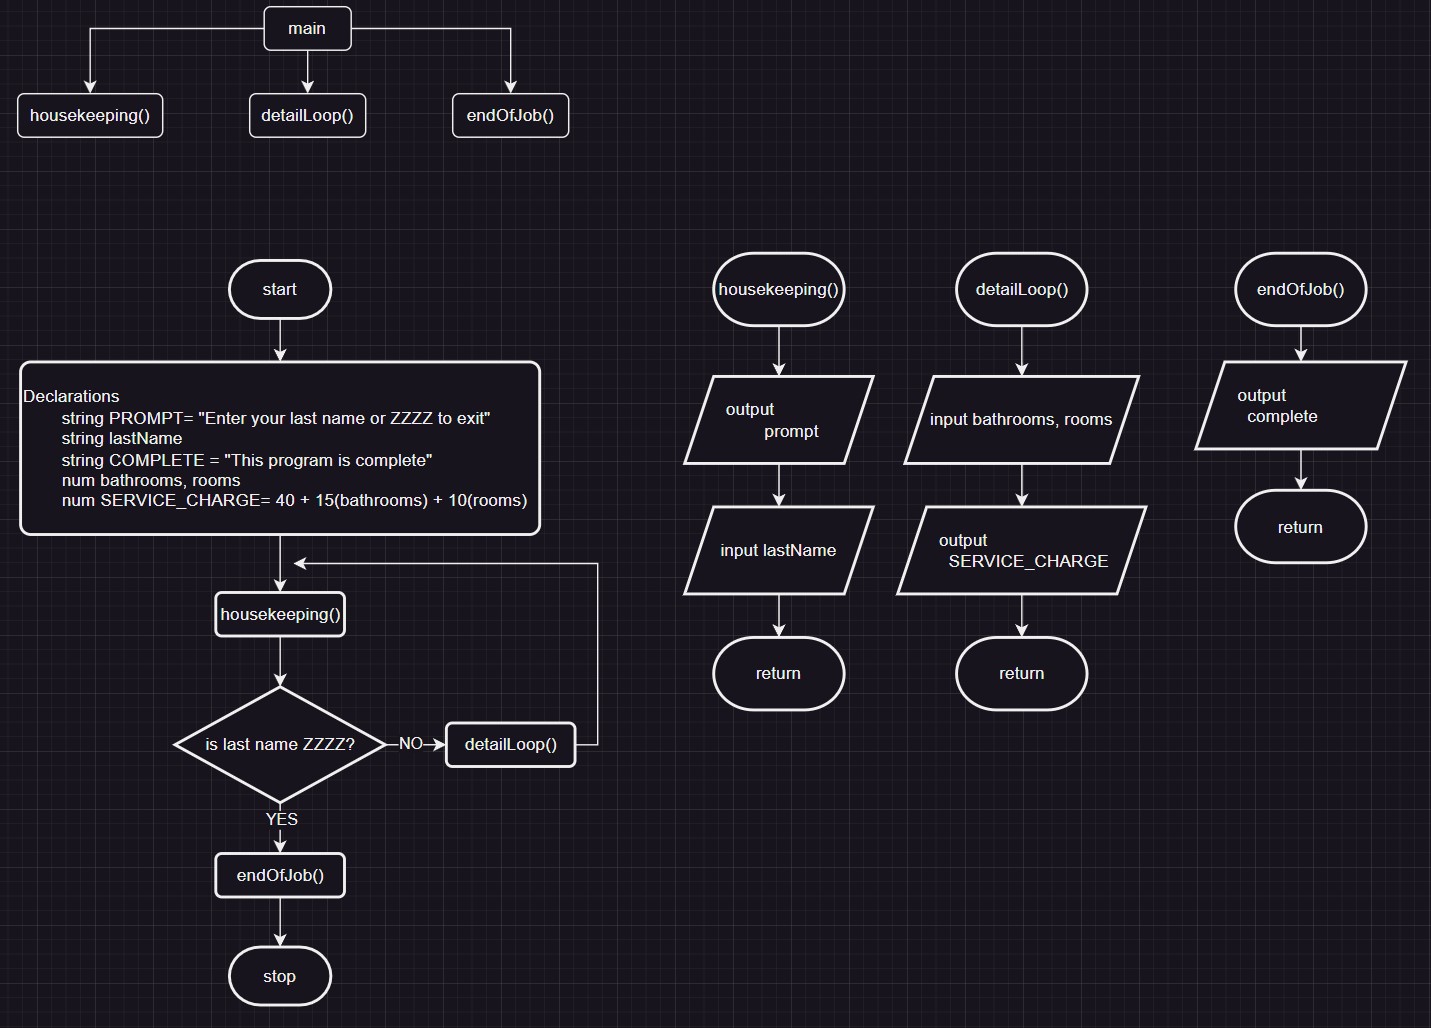 main
housekeeping()
detailLoop()
endOfJob()
start
Declarations
string PROMPT= "Enter your last name or ZZZZ to exit"
string lastName
string COMPLETE = "This program is complete"
num bathrooms, rooms
num SERVICE_CHARGE= 40 + 15(bathrooms) + 10(rooms)
housekeeping()
is last name ZZZZ?
NO
detailLoop()
YES
endOfJob()
stop
housekeeping()
output
prompt
input lastName
return
detailLoop()
input bathrooms, rooms
output
SERVICE_CHARGE
return
endOfJob()
output
complete
return